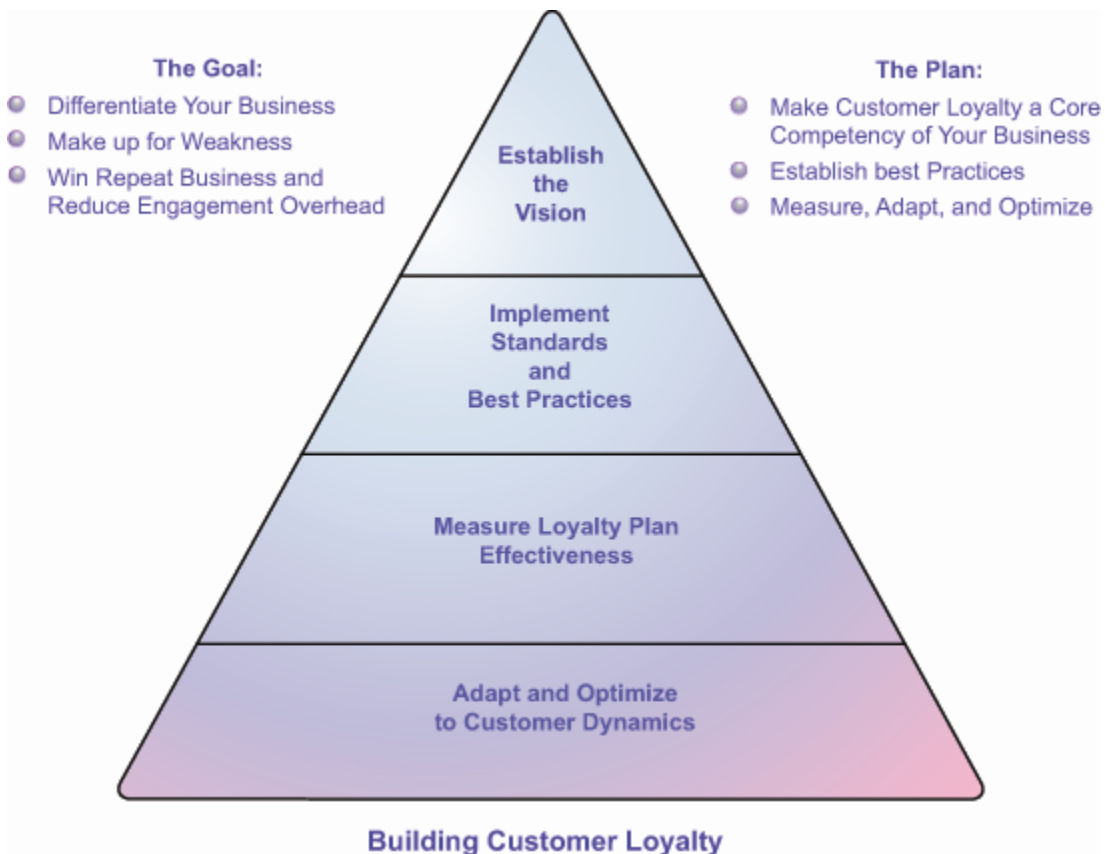 The Goal:
Differentiate Your Business
Make up for Weakness
Win Repeat Business and
Reduce Engagement Overhead
The Plan:
Make Customer Loyalty a Core
Competency of Your Business
Establish best Practices
Measure, Adapt, and Optimize
Establish
the
Vision
Implement
Standards
and
Best Practices
Measure Loyalty Plan
Effectiveness
Adapt and Optimize
to Customer Dynamics
Building Customer Loyalty